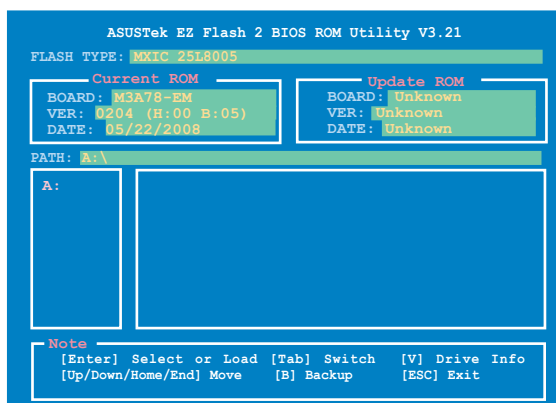 ASUSTek EZ Flash 2 BIOS ROM Utility V3.21
FLASH TYPE: MXIC 25L8005
Current ROM
BOARD: M3A78-EM
VER: 0204 (H:00 B:05)
DATE: 05/22/2008
Update ROM
BOARD: Unknown
VER: Unknown
DATE: Unknown
PATH: A:\
A:
Note
[Enter] Select or Load [Tab] Switch [V] Drive Info
[Up/Down/Home/End] Move [B] Backup [ESC] Exit